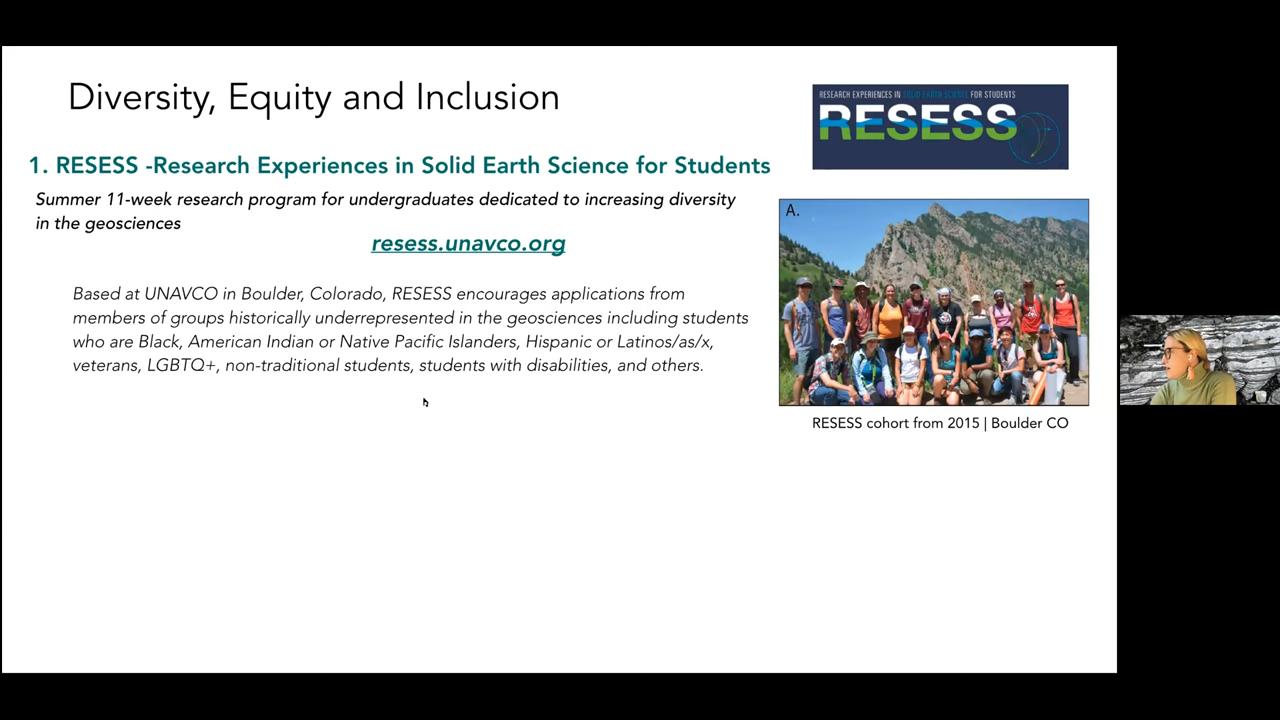 Diversity, Equity and Inclusion
RESEARCH EXPERIENCES IN SOLID EARTH SCIENCE FOR STUDENTS
RESESS
1. RESESS -Research Experiences in Solid Earth Science for Students
Summer 11-week research program for undergraduates dedicated to increasing diversity
in the geosciences
resess.unavco.org
A.
Based at UNAVCO in Boulder, Colorado, RESESS encourages applications from
members of groups historically underrepresented in the geosciences including students
who are Black, American Indian or Native Pacific Islanders, Hispanic or Latinos/as/x,
veterans, LGBTQ+, non-traditional students, students with disabilities, and others.
RESESS cohort from 2015 | Boulder CO